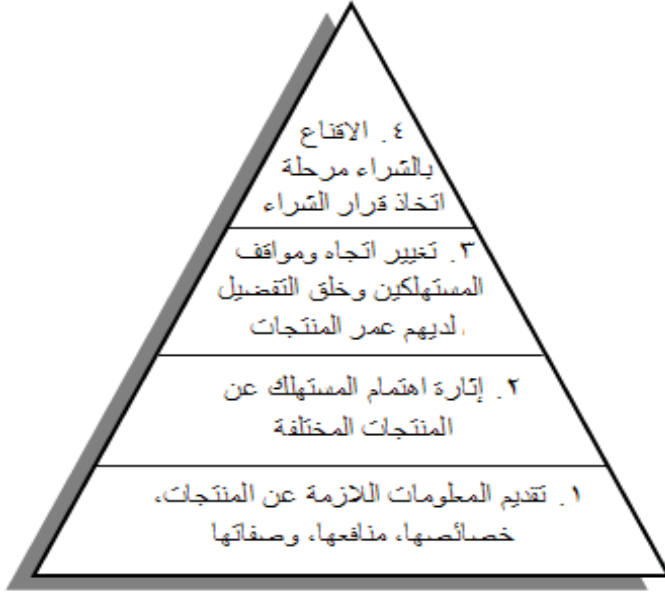 ٤. الاقناع
بالشراء مرحلة
اتخاذ قرار الشراء
٣. تغيير اتجاه ومواقف
المستهلكين وخلق التفضيل
لديهم عمر المنتجات
٢. إثارة اهتمام المستهلك عن
المنتجات المختلفة
١. تقديم المعلومات اللازمة عن المنتجات،
خصائصها، منافعها، وصفاتها